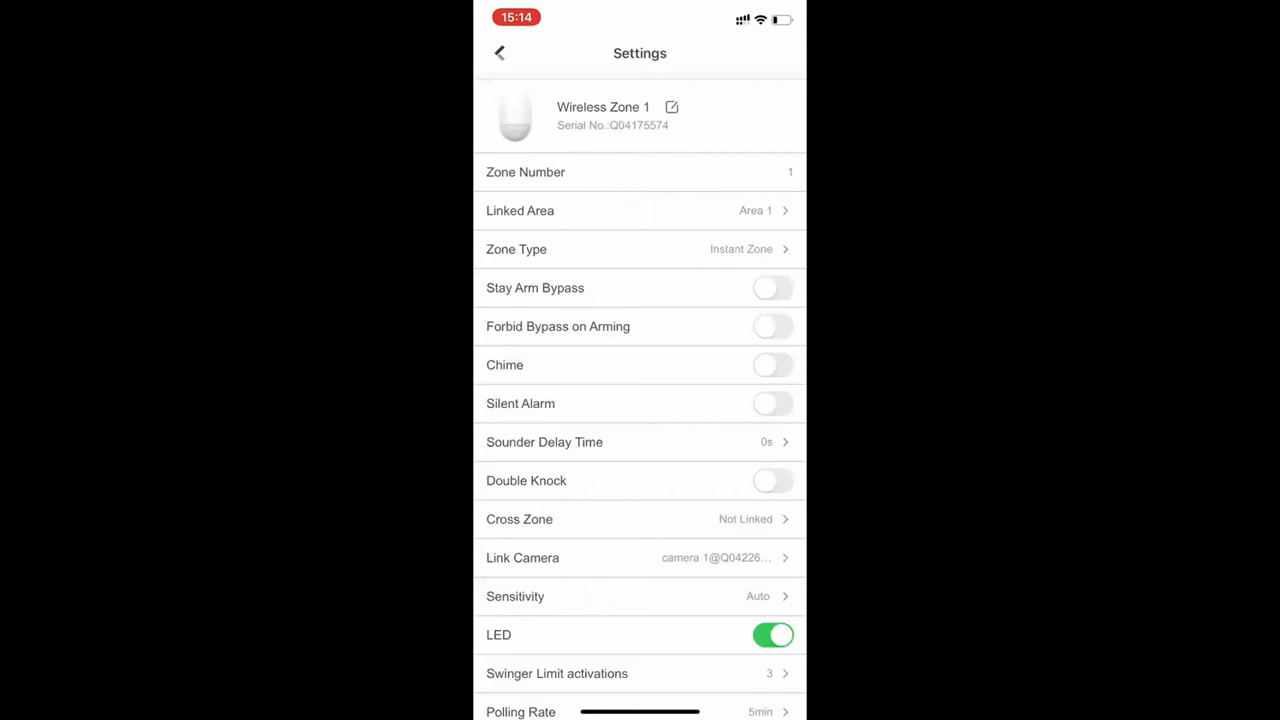 15:14
Settings
Wireless Zone 1
Serial No.:Q04175574
Zone Number 1
Linked Area Area 1
Zone Type Instant Zone
Stay Arm Bypass
Forbid Bypass on Arming
Chime
Silent Alarm
Sounder Delay Time 0s
Double Knock
Cross Zone Not Linked
Link Camera camera 1@Q04226...
Sensitivity Auto
LED
Swinger Limit activations 3
Polling Rate 5min